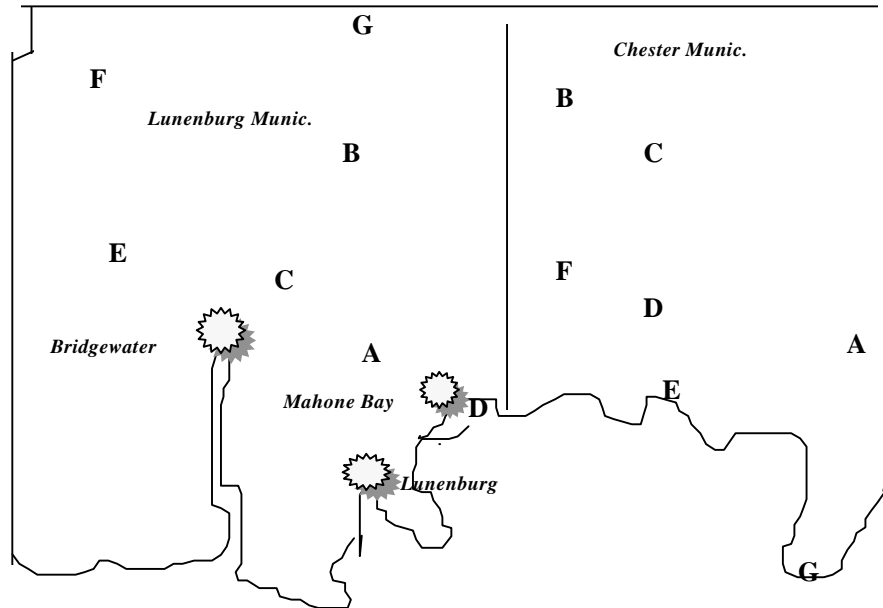 G
Chester Munic.
F
B
Lunenburg Munic.
B
C
E
F
C
D
Bridgewater
A
A
E
Mahone Bay
D
Lunenburg
G